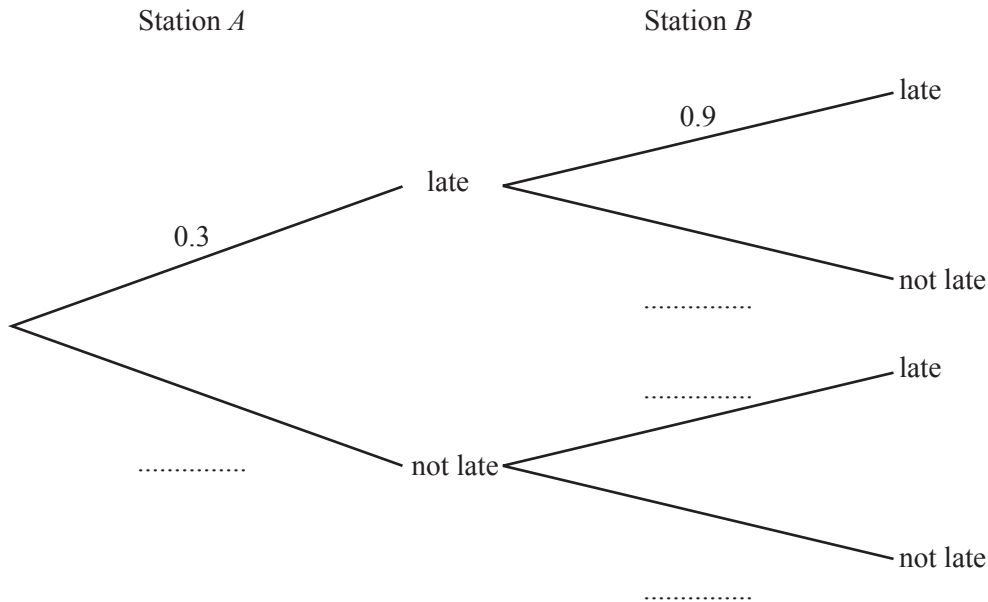 Station A
Station B
late
0.9
late
0.3
not late
...............
late
...............
not late
...............
not late
...............